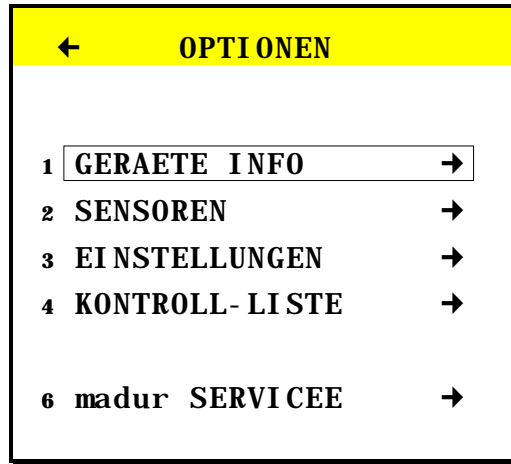 ← OPTIONEN
1 GERAETE INFO →
2 SENSOREN →
3 EINSTELLUNGEN →
4 KONTROLL-LISTE →
6 madur SERVICEE →